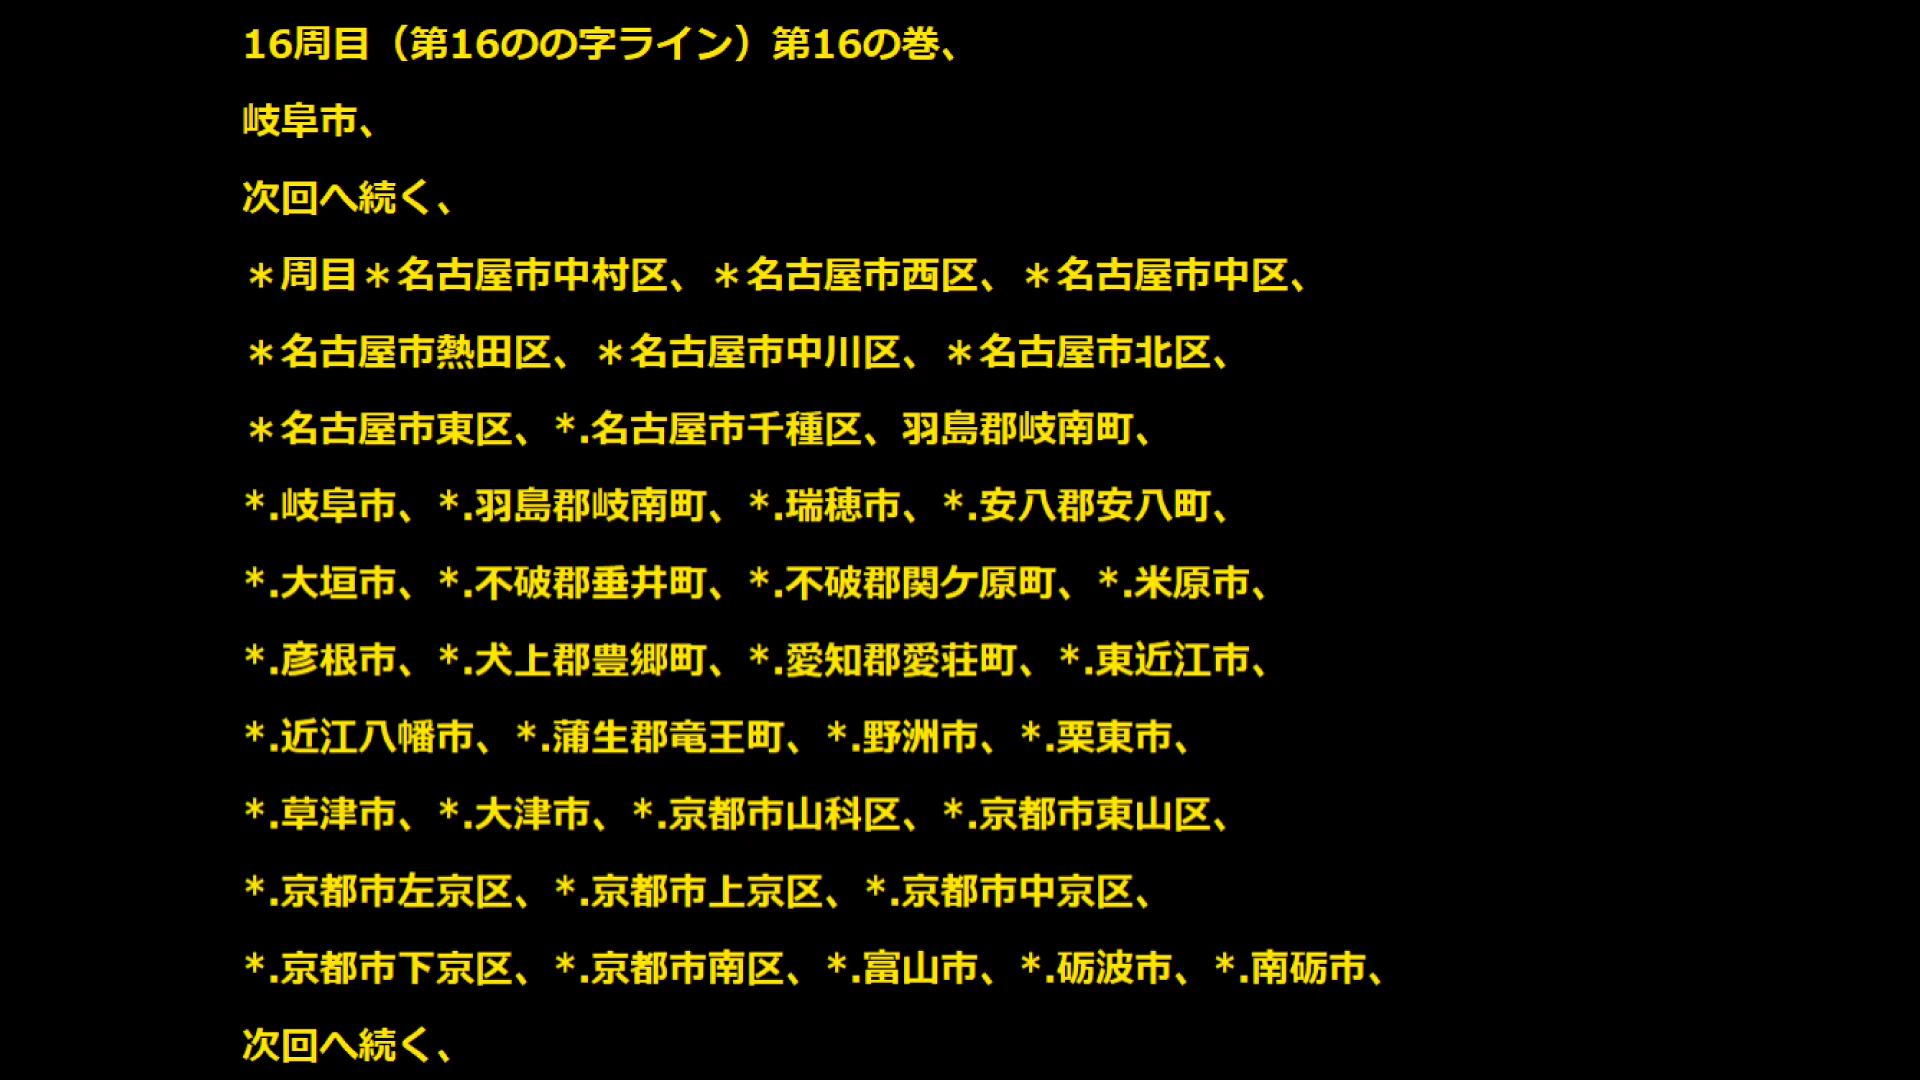 16周目（第16のの字ライン）第16の巻、
岐阜市、
次回へ続く、
＊周目＊名古屋市中村区、＊名古屋市西区、＊名古屋市中区、
＊名古屋市熱田区、＊名古屋市中川区、＊名古屋市北区、
＊名古屋市東区、*.名古屋市千種区、羽島郡岐南町、
*.岐阜市、*.羽島郡岐南町、*.瑞穂市、*.安八郡安八町、
*.大垣市、*.不破郡垂井町、*.不破郡関ケ原町、*.米原市、
*.彦根市、*.犬上郡豊郷町、*.愛知郡愛荘町、*.東近江市、
*.近江八幡市、*.蒲生郡竜王町、*.野洲市、*.栗東市、
*.草津市、*.大津市、*.京都市山科区、*.京都市東山区、
*.京都市左京区、*.京都市上京区、*.京都市中京区、
*.京都市下京区、*.京都市南区、*.富山市、*.砺波市、*.南砺市、
次回へ続く、